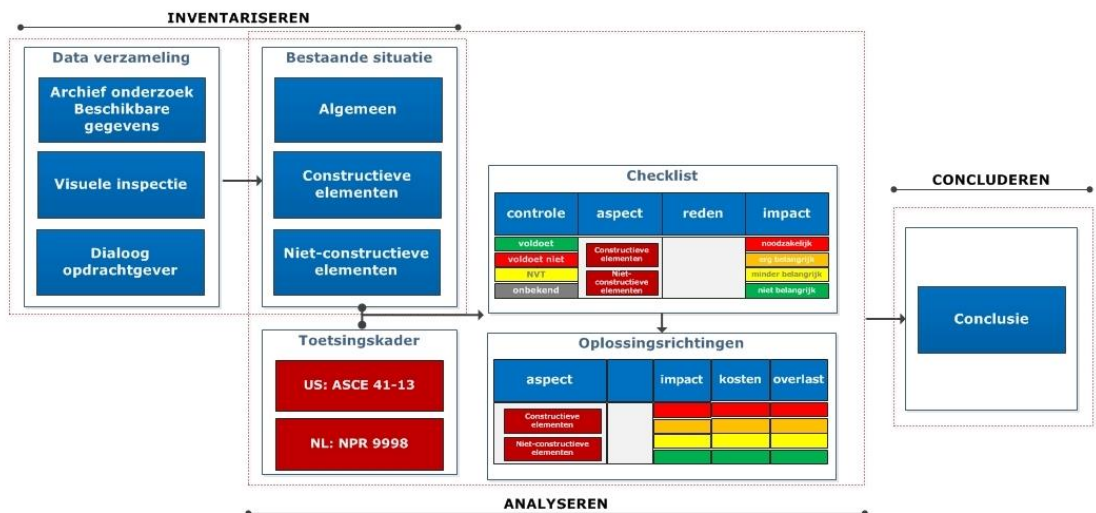 INVENTARISEREN
Data verzameling
Archief onderzoek
Beschikbare
gegevens
Visuele inspectie
Dialoog
opdrachtgever
Bestaande situatie
Algemeen
Constructieve
elementen
Niet-constructieve
elementen
Toetsingskader
US: ASCE 41-13
NL: NPR 9998
Checklist
controle aspect reden impact
voldoet
voldoet niet
NVT
onbekend
Constructieve
elementen
Niet-
constructieve
elementen
noodzakelijk
erg belangrijk
minder belangrijk
niet belangrijk
Oplossingsrichtingen
aspect impact kosten overlast
Constructieve
elementen
Niet-constructieve
elementen
ANALYSEREN
CONCLUDEREN
Conclusie